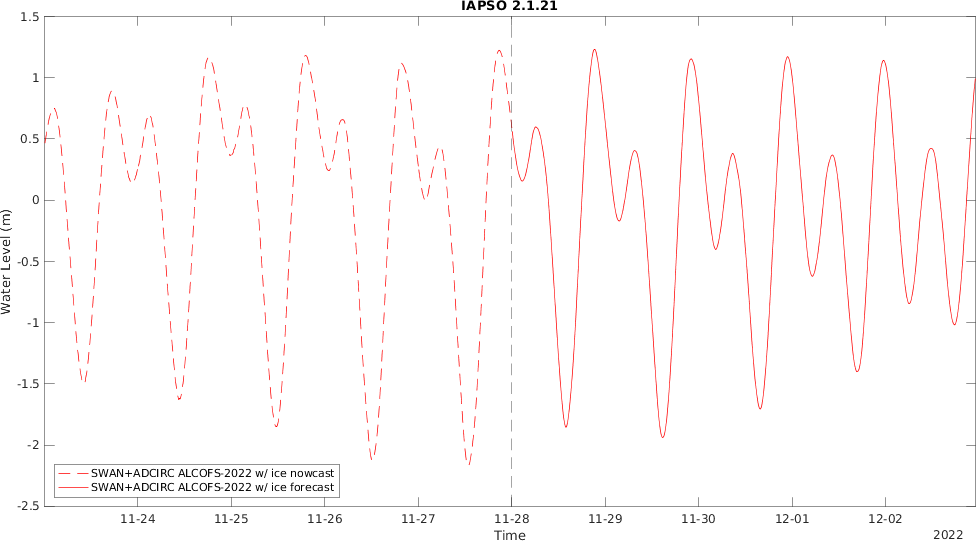 IAPSO 2.1.21
1.5
1
0.5
0
-0.5
-1
-1.5
-2
-2.5
Water Level (m)
SWAN+ADCIRC ALCOFS-2022 w/ ice nowcast
SWAN+ADCIRC ALCOFS-2022 w/ ice forecast
11-24 11-25 11-26 11-27 11-28 11-29 11-30 12-01 12-02
Time
2022